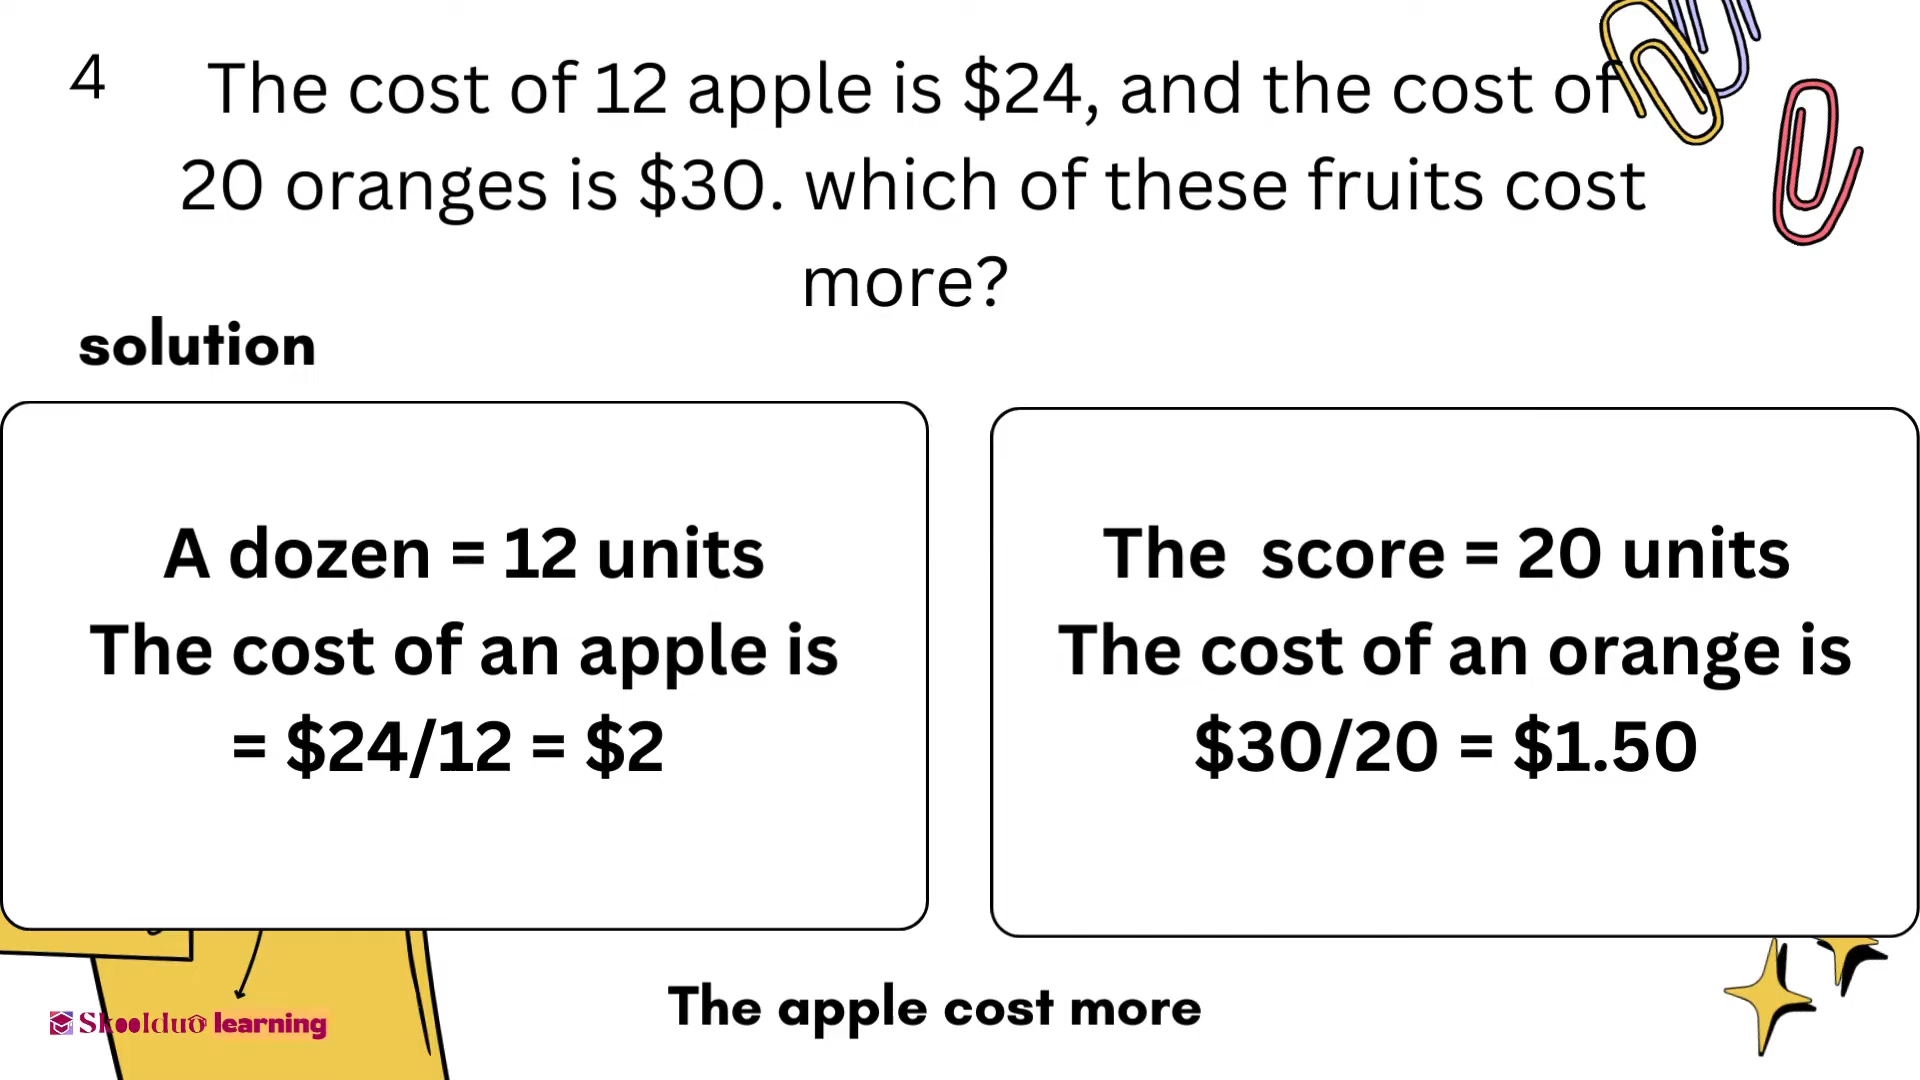 4
The cost of 12 apple is $24, and the cost of
20 oranges is $30. which of these fruits cost
more?
solution
A dozen = 12 units
The cost of an apple is
= $24/12 = $2
The score = 20 units
The cost of an orange is
$30/20 = $1.50
The apple cost more
Skoolduo learning